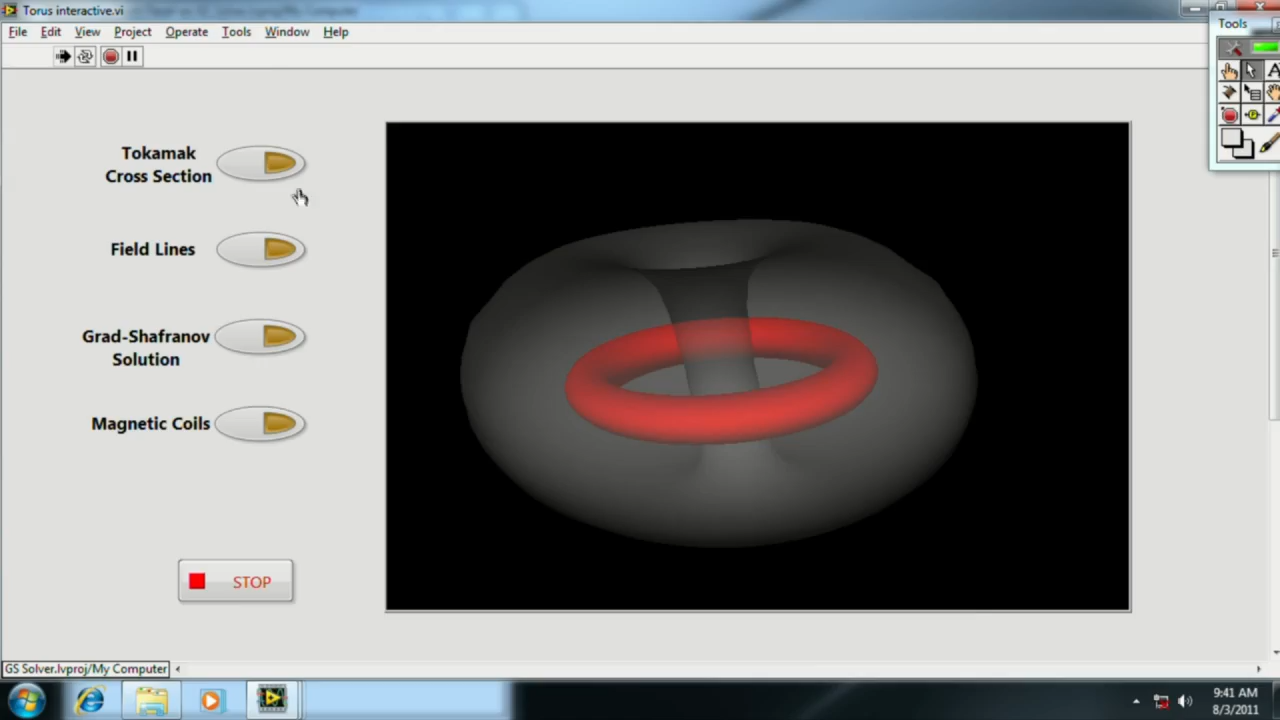 Torus interactive.vi
File Edit View Project Operate Tools Window Help
Tools
A
Tokamak
Cross Section
Field Lines
Grad-Shafranov
Solution
Magnetic Coils
STOP
GS Solver.lvproj/My Computer
9:41 AM
8/3/2011